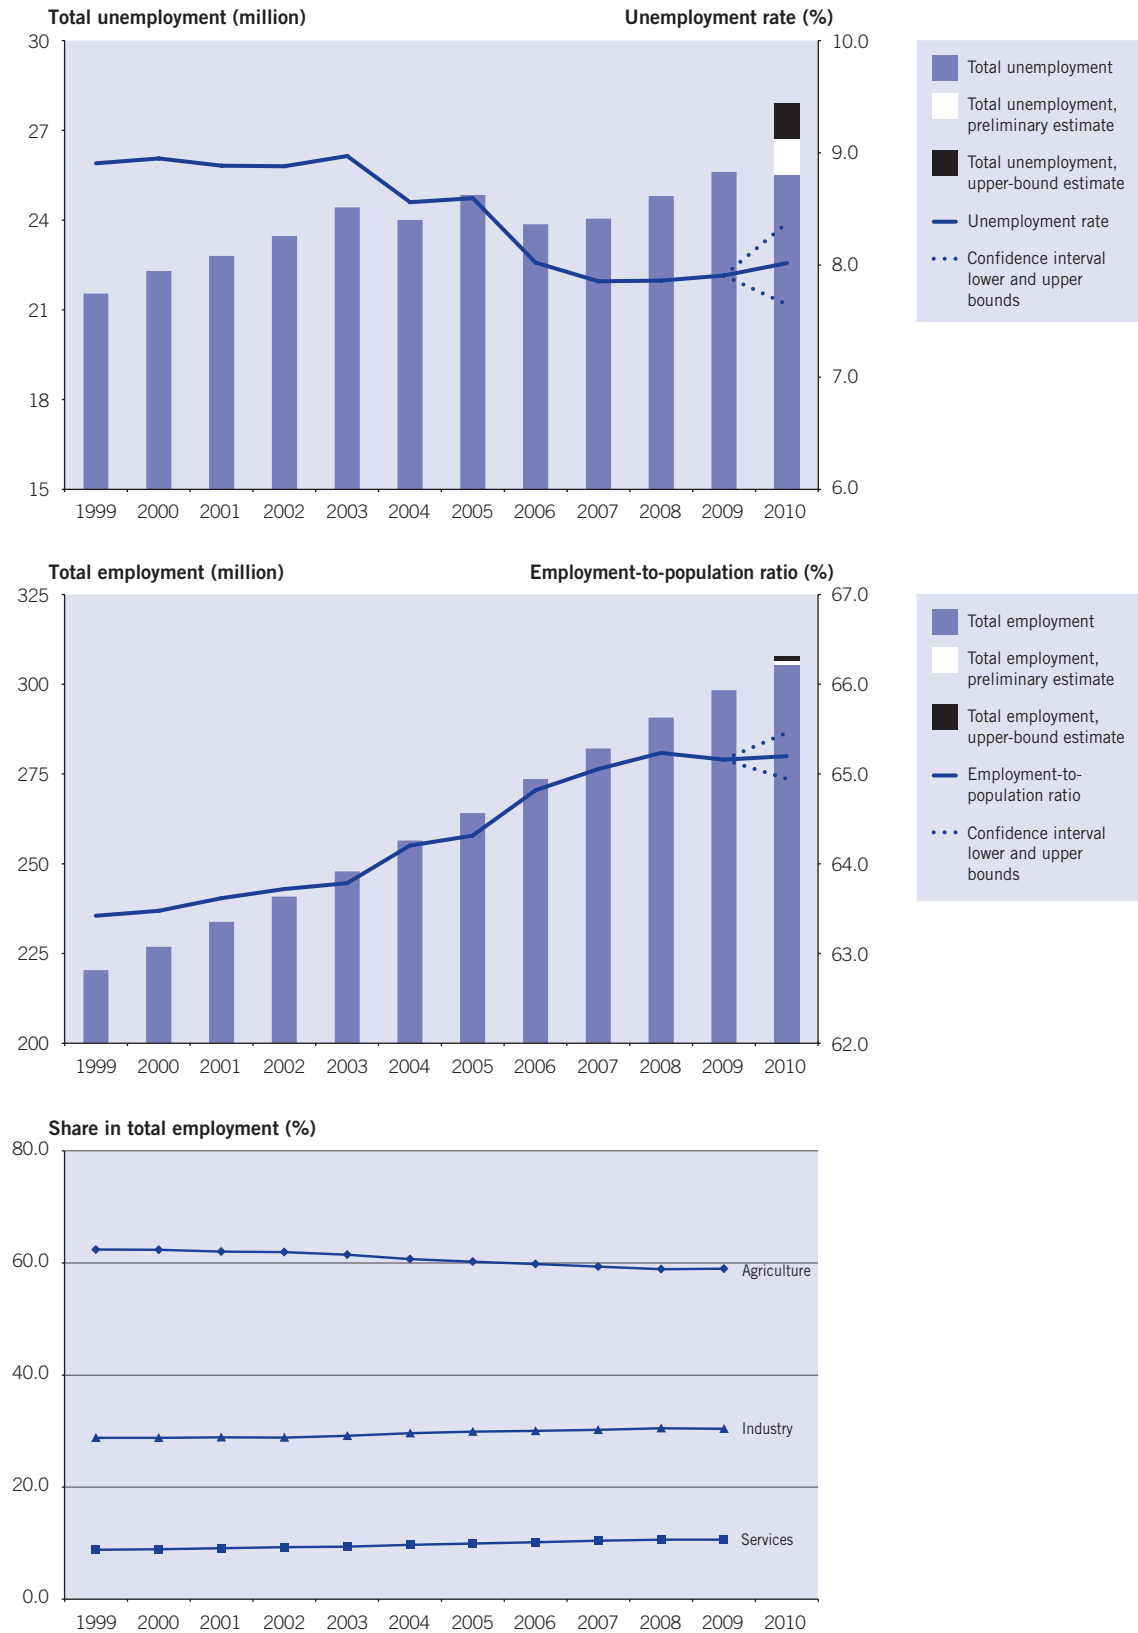 Total unemployment (million)
Unemployment rate (%)
30
27
24
21
18
15
10.0
9.0
8.0
7.0
6.0
1999 2000 2001 2002 2003 2004 2005 2006 2007 2008 2009 2010
Total unemployment
Total unemployment,
preliminary estimate
Total unemployment,
upper-bound estimate
Unemployment rate
Confidence interval
lower and upper
bounds
Total employment (million)
Employment-to-population ratio (%)
325
300
275
250
225
200
67.0
66.0
65.0
64.0
63.0
62.0
1999 2000 2001 2002 2003 2004 2005 2006 2007 2008 2009 2010
Total employment
Total employment,
preliminary estimate
Total employment,
upper-bound estimate
Employment-to-
population ratio
Confidence interval
lower and upper
bounds
Share in total employment (%)
80.0
60.0
40.0
20.0
0.0
Agriculture
Industry
Services
1999 2000 2001 2002 2003 2004 2005 2006 2007 2008 2009 2010